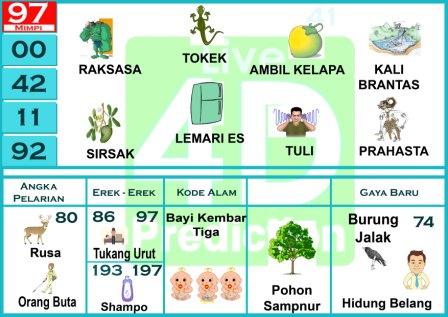 97
MIMPI
00
42
11
92
RAKSASA
TOKEK
AMBIL KELAPA
KALI
BRANTAS
SIRSAK
LEMARI ES
TULI
PRAHASTA
41
Live
4D
Prediction
ANGKA
PELARIAN
EREK - EREK
KODE ALAM
GAYA BARU
80
Rusa
Orang Buta
86 97
Tukang Urut
193 197
Shampo
Bayi Kembar
Tiga
Pohon
Sampnur
Burung
Jalak
74
Hidung Belang